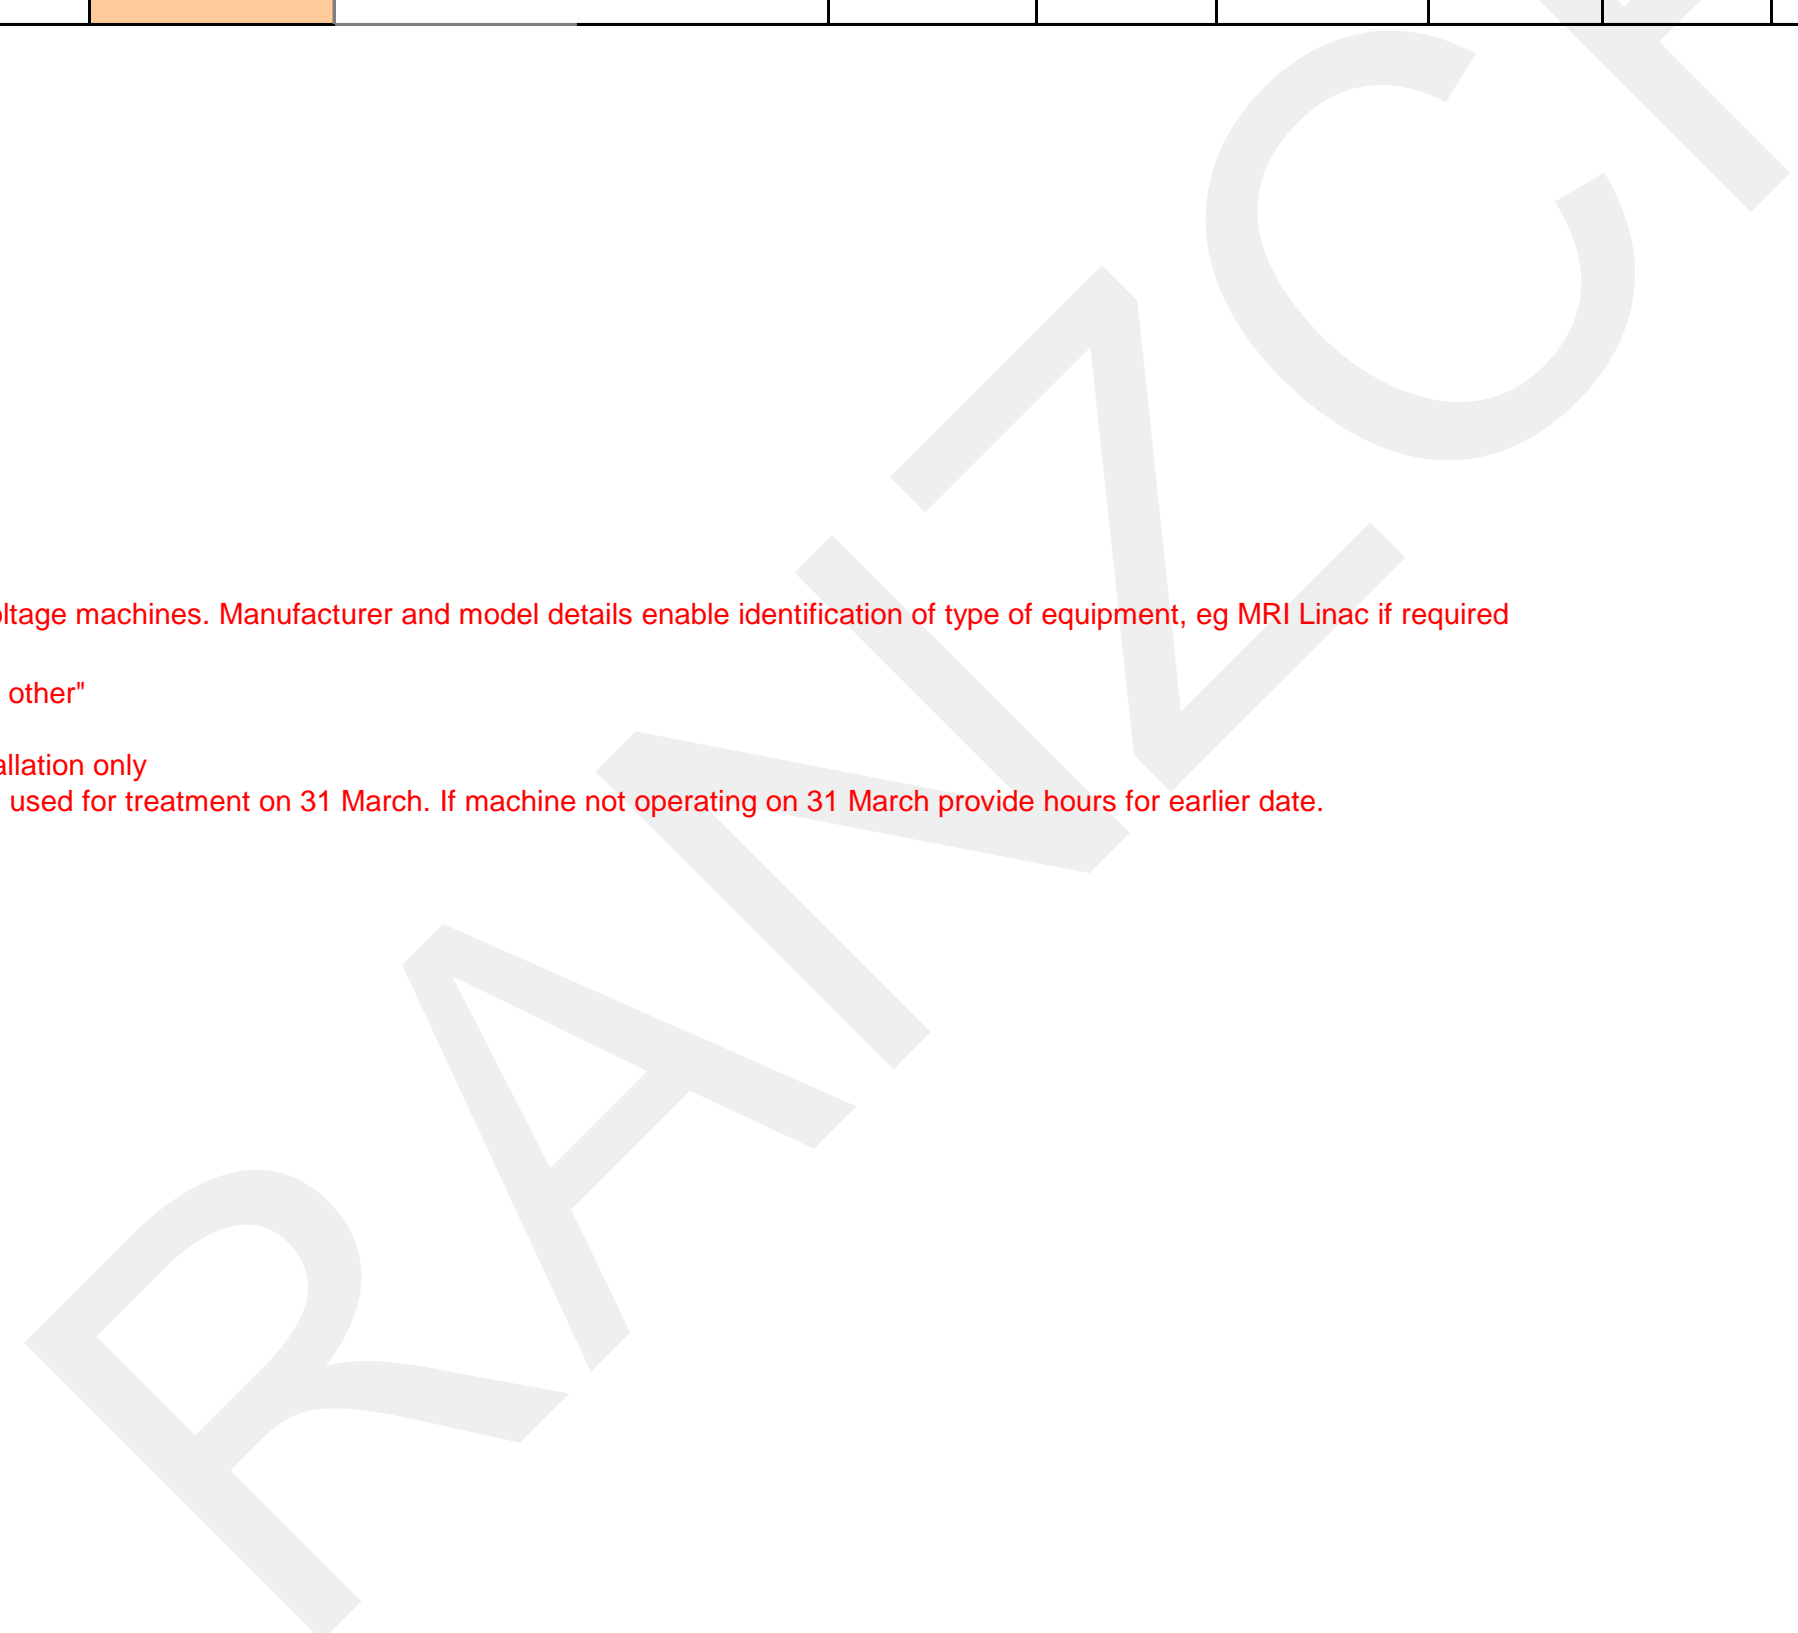 oltage machines. Manufacturer and model details enable identification of type of equipment, eg MRI Linac if required
other"
allation only
used for treatment on 31 March. If machine not operating on 31 March provide hours for earlier date.
RANZC